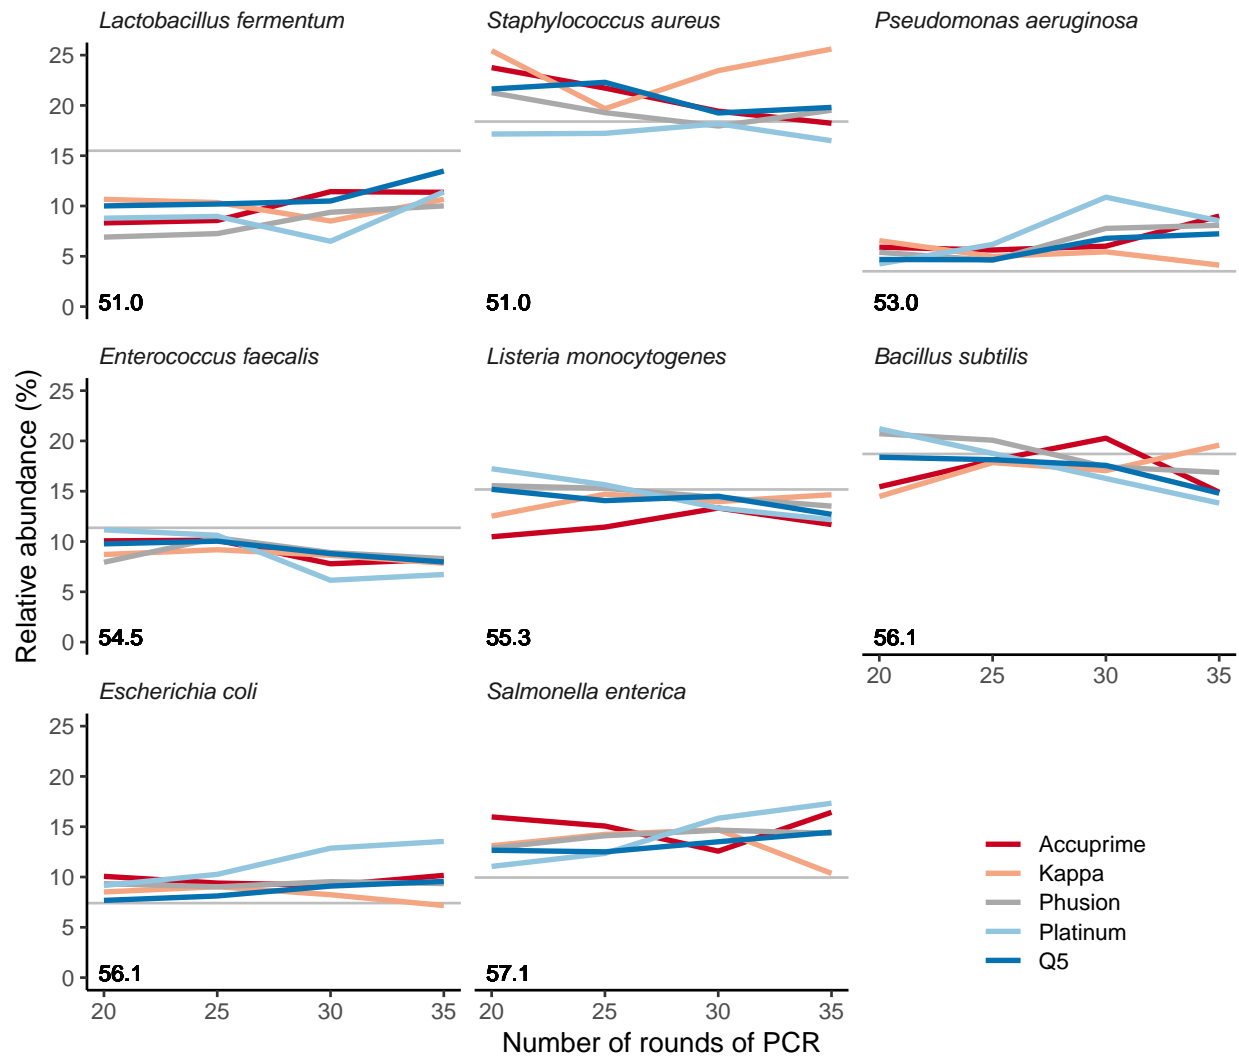 Lactobacillus fermentum
Staphylococcus aureus
Pseudomonas aeruginosa
25
20
15
10
5
0
51.0
51.0
53.0
Enterococcus faecalis
Listeria monocytogenes
Bacillus subtilis
Relative abundance (%)
25
20
15
10
5
0
54.5
55.3
56.1
20 25 30 35
Escherichia coli
Salmonella enterica
25
20
15
10
5
0
56.1
57.1
20 25 30 35
20 25 30 35
Number of rounds of PCR
Accuprime
Kappa
Phusion
Platinum
Q5